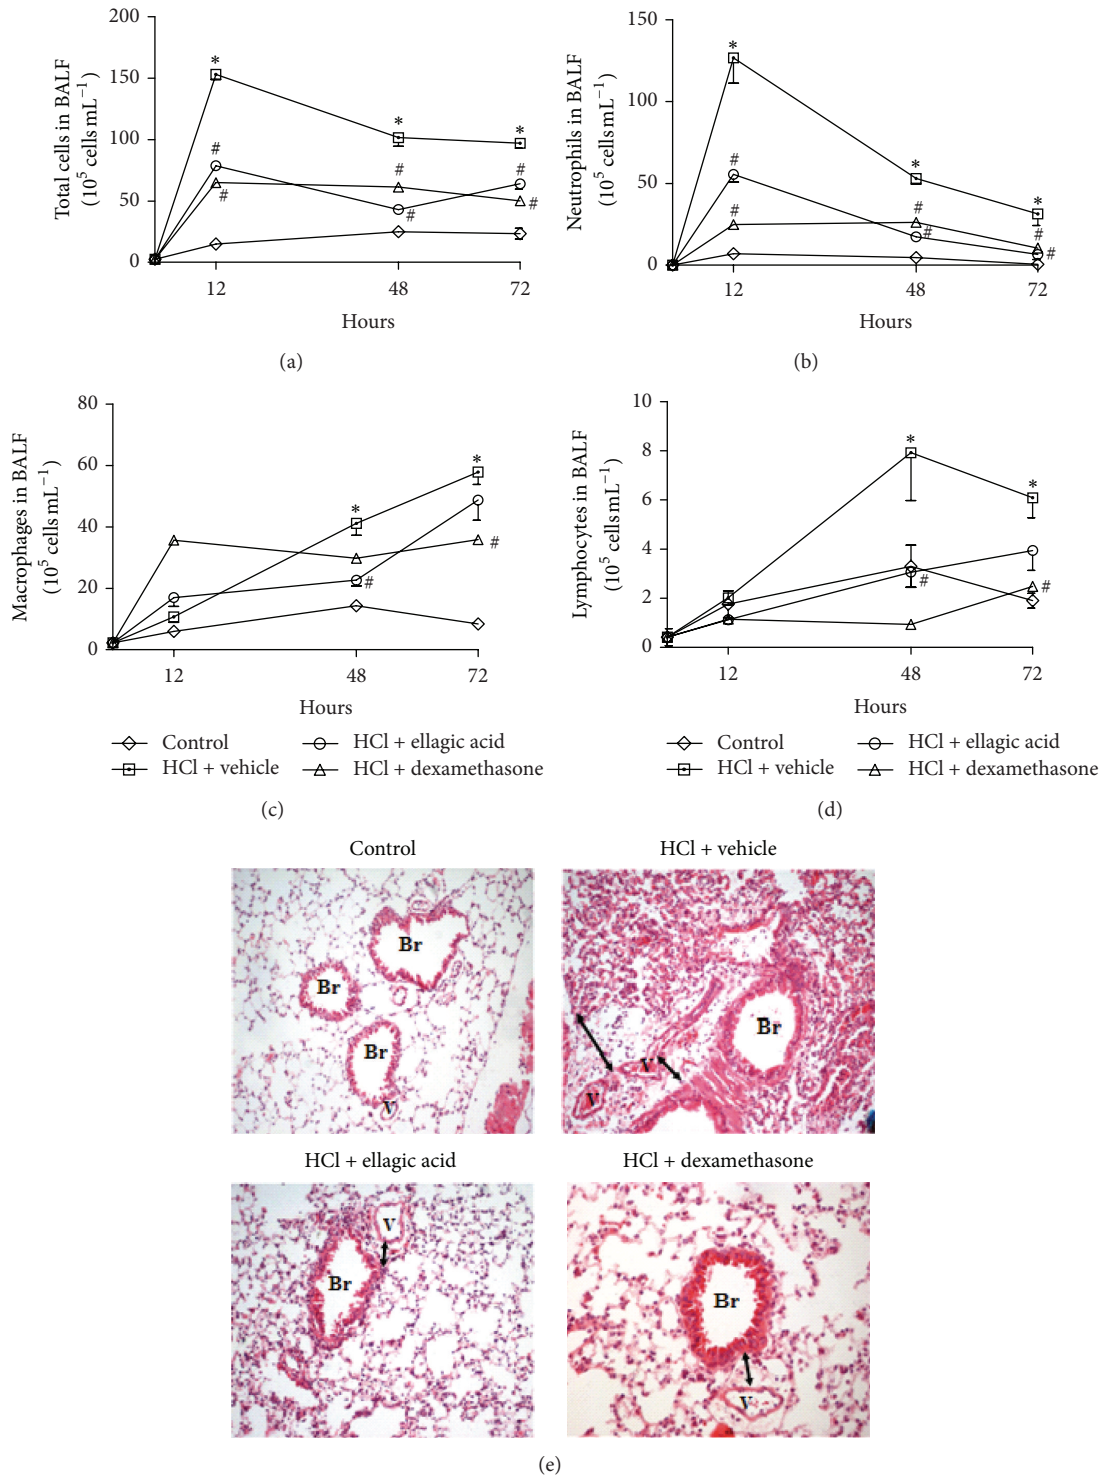 200
150
100
50
0
Total cells in BALF
(10⁵ cells mL⁻¹)
*
*
*
#
#
#
#
#
#
12
48
72
Hours
(a)
150
100
50
0
Neutrophils in BALF
(10⁵ cells mL⁻¹)
*
*
*
#
#
#
#
#
#
12
48
72
Hours
(b)
80
60
40
20
0
Macrophages in BALF
(10⁵ cells mL⁻¹)
*
*
#
#
12
48
72
Hours
Control
HCl + vehicle
HCl + ellagic acid
HCl + dexamethasone
(c)
10
8
6
4
2
0
Lymphocytes in BALF
(10⁵ cells mL⁻¹)
*
*
#
#
12
48
72
Hours
Control
HCl + vehicle
HCl + ellagic acid
HCl + dexamethasone
(d)
Control
Br
Br
Br
V
HCl + vehicle
Br
V
V
HCl + ellagic acid
V
Br
HCl + dexamethasone
Br
V
(e)